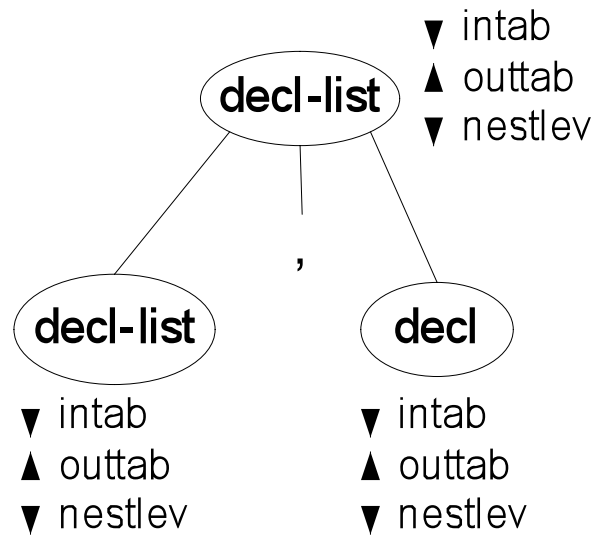 ▼ intab
▲ outtab
▼ nestlev
decl-list
,
decl-list
decl
▼ intab
▲ outtab
▼ nestlev
▼ intab
▲ outtab
▼ nestlev